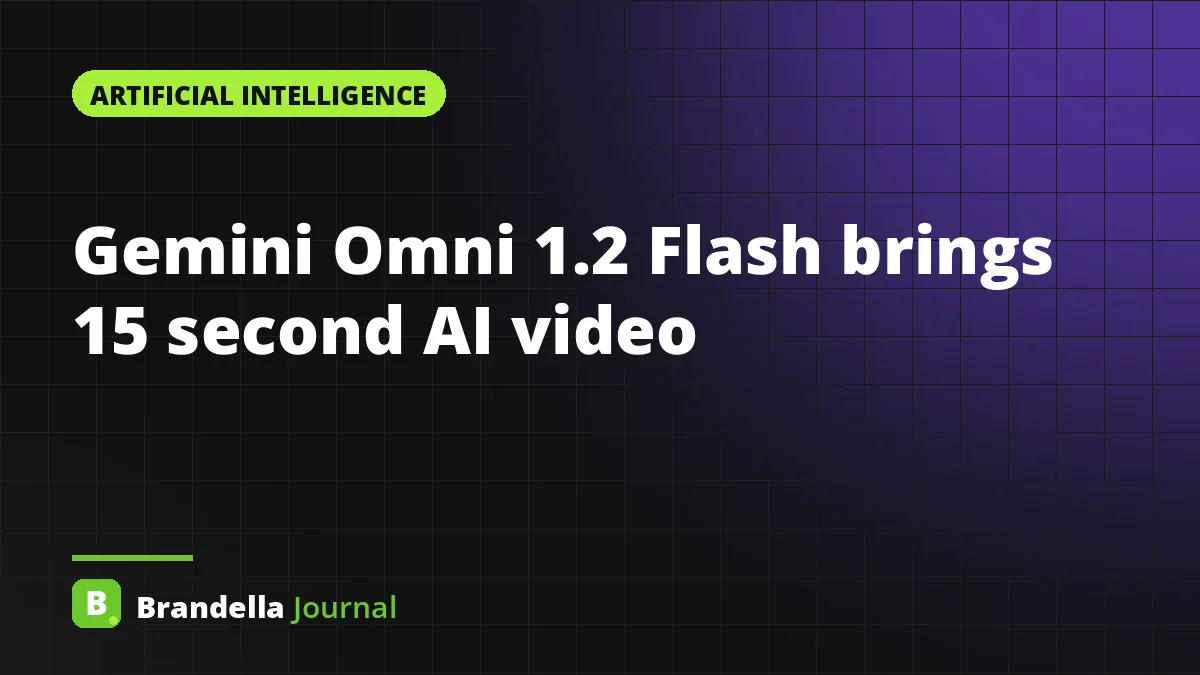 ARTIFICIAL INTELLIGENCE
Gemini Omni 1.2 Flash brings
15 second AI video
B.
Brandella Journal